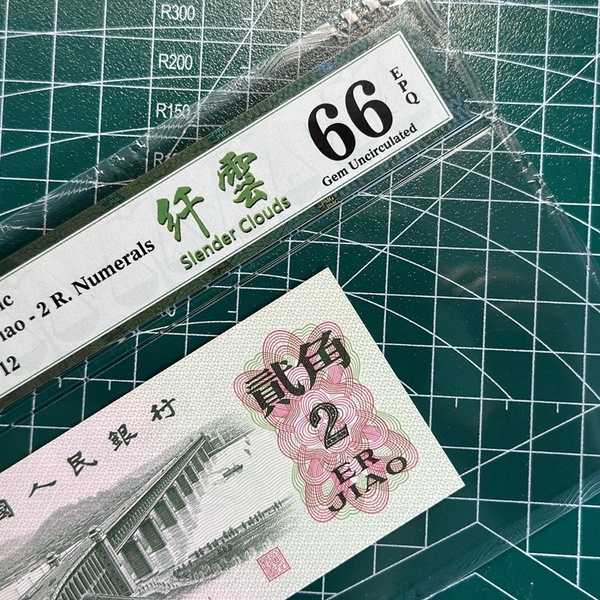 R300
R200
R150
66
EPQ
Gem Uncirculated
纤雲
Slender Clouds
- 2 R. Numerals
12
人民銀行
貳角
2
ER
JIAO